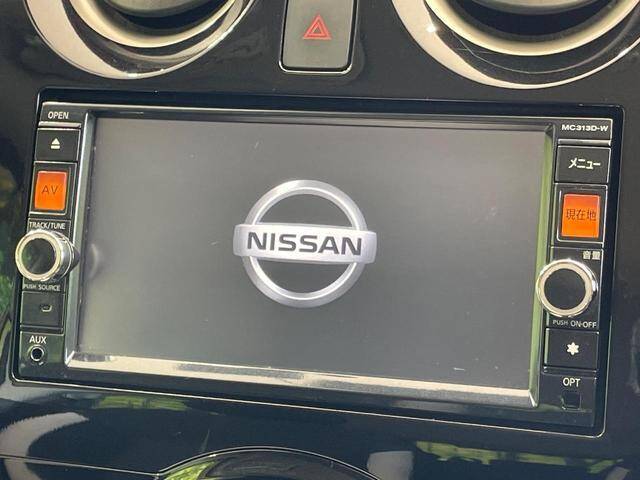 OPEN
MC313D-W
メニュー
AV
現在地
TRACK/TUNE
音量
NISSAN
PUSH SOURCE
PUSH ON·OFF
AUX
OPT